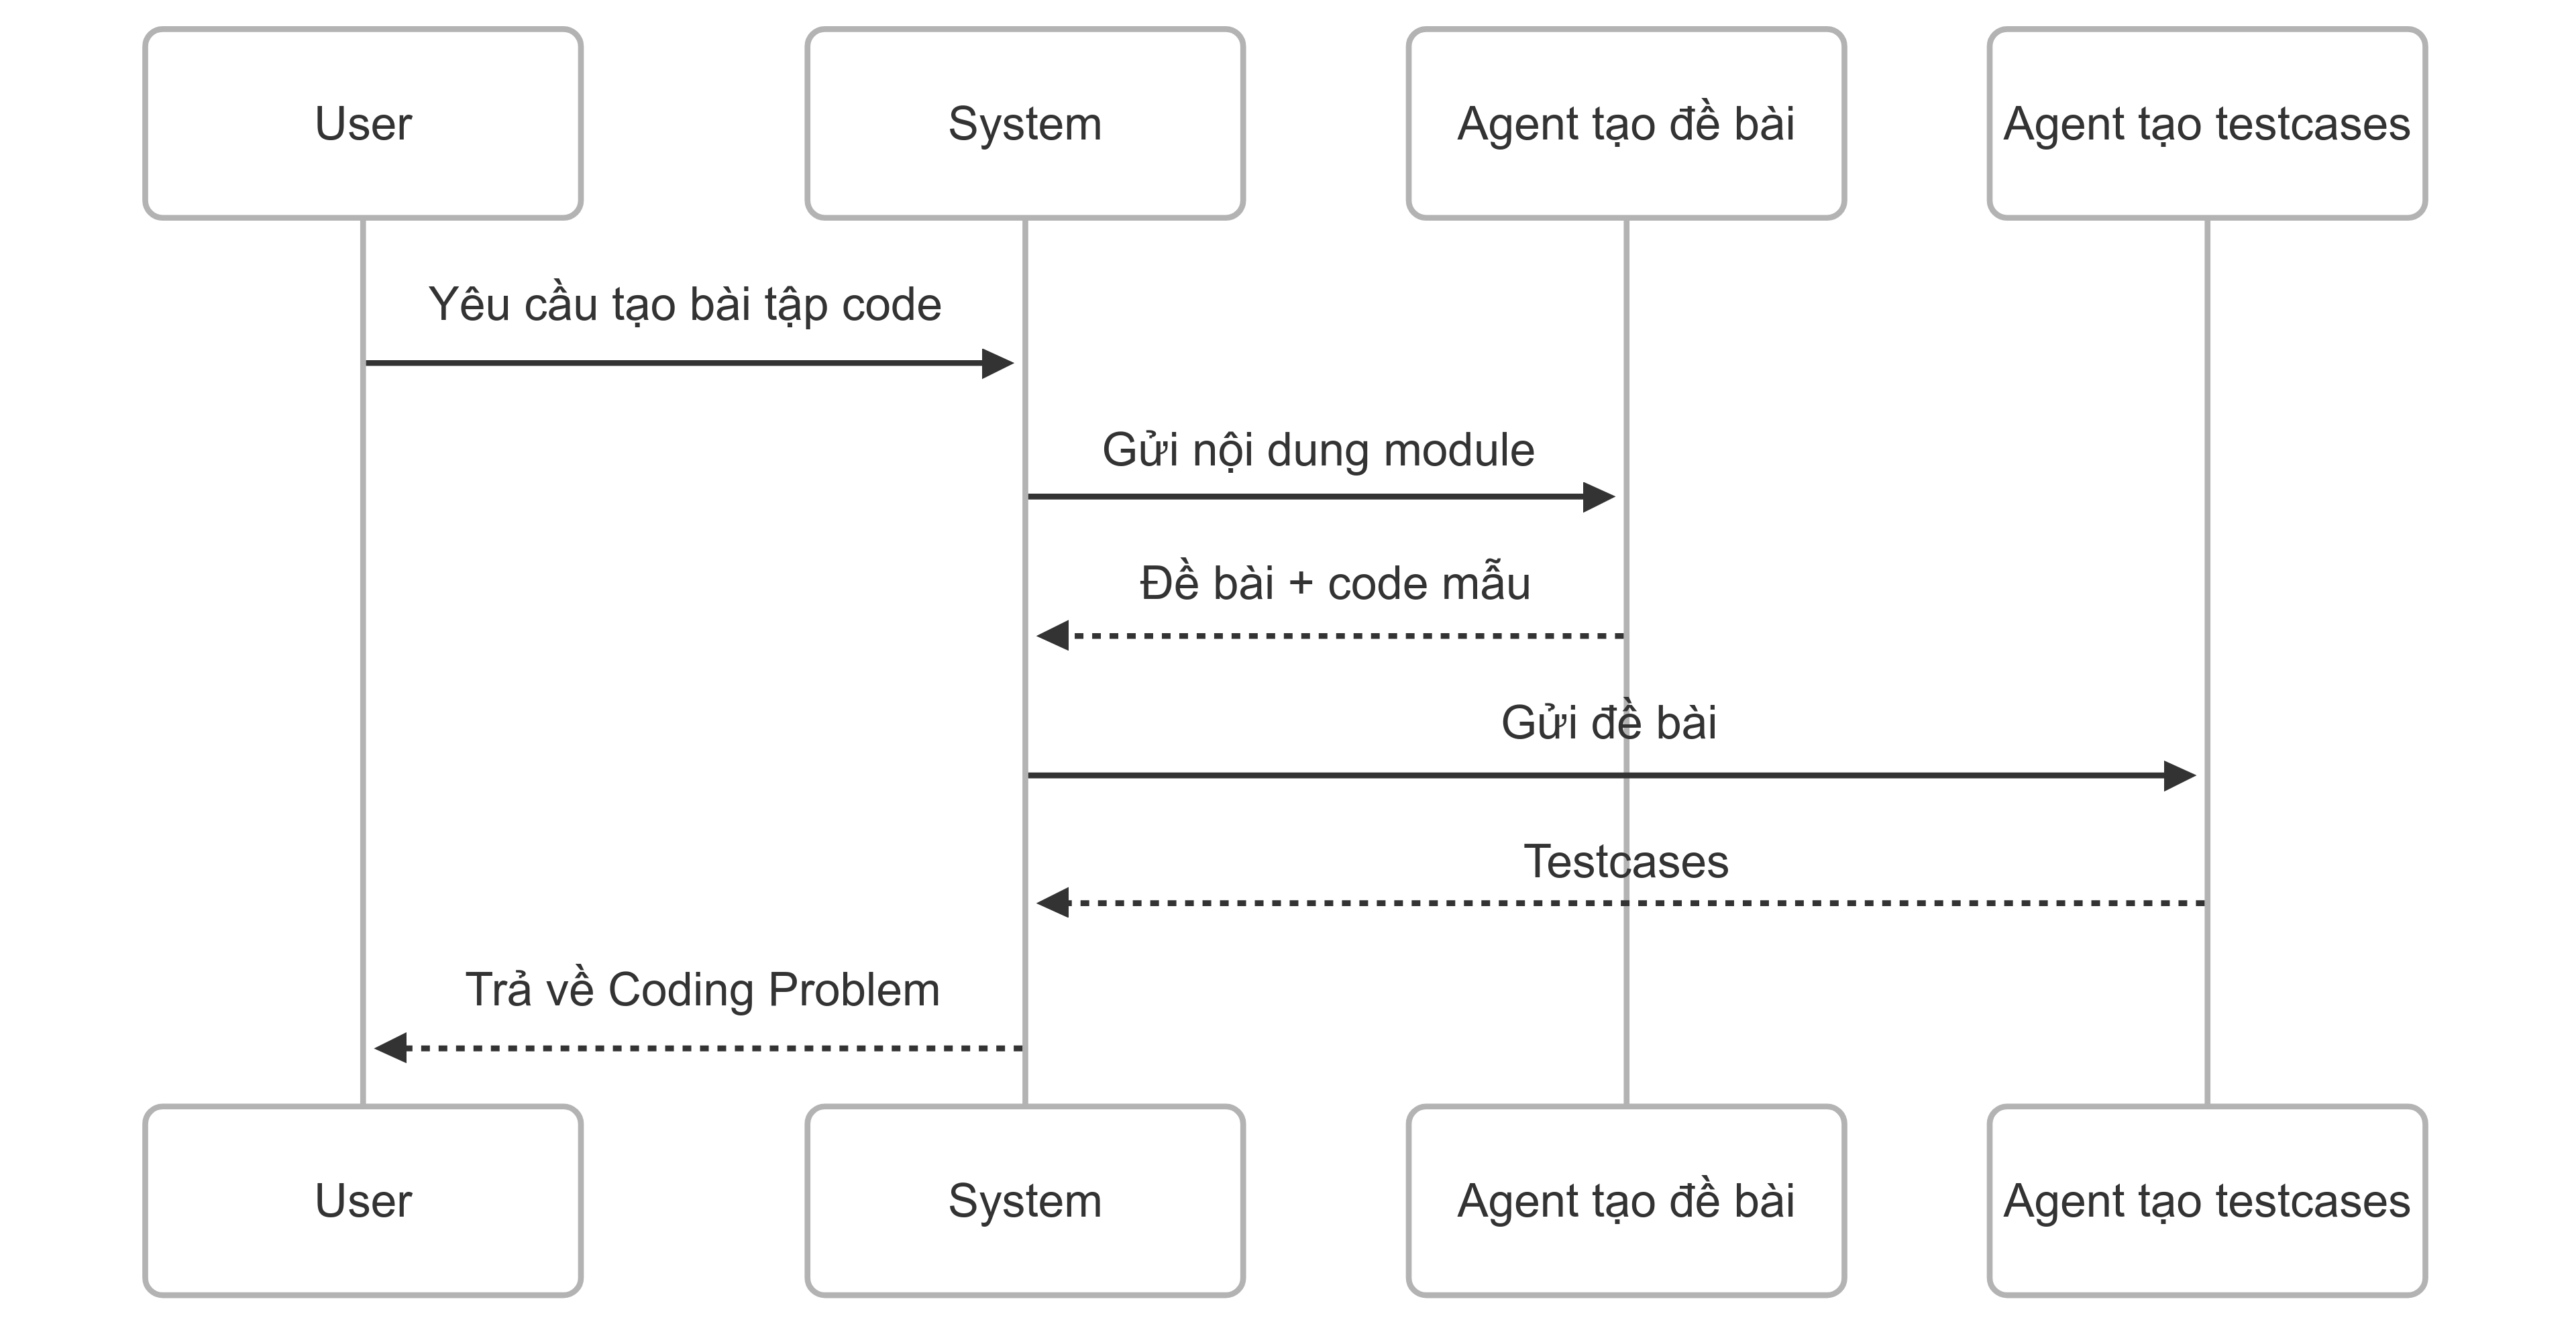 User
System
Agent tạo đề bài
Agent tạo testcases
Yêu cầu tạo bài tập code
Gửi nội dung module
Đề bài + code mẫu
Gửi đề bài
Testcases
Trả về Coding Problem
User
System
Agent tạo đề bài
Agent tạo testcases